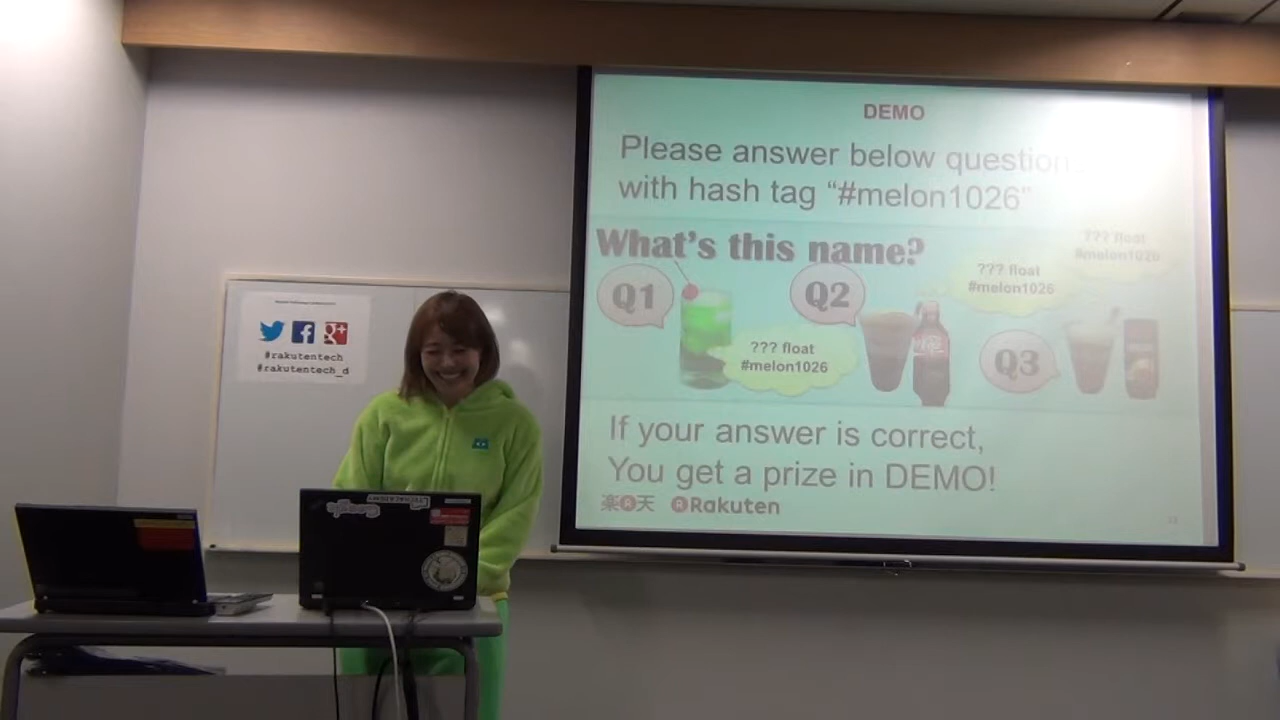 DEMO
Please answer below question
with hash tag “#melon1026”
What's this name?
Q1
??? float
#melon1026
Q2
??? float
#melon1026
Q3
??? float
#melon1026
If your answer is correct,
You get a prize in DEMO!
楽天 Rakuten
#rakutentech
#rakutentech_d